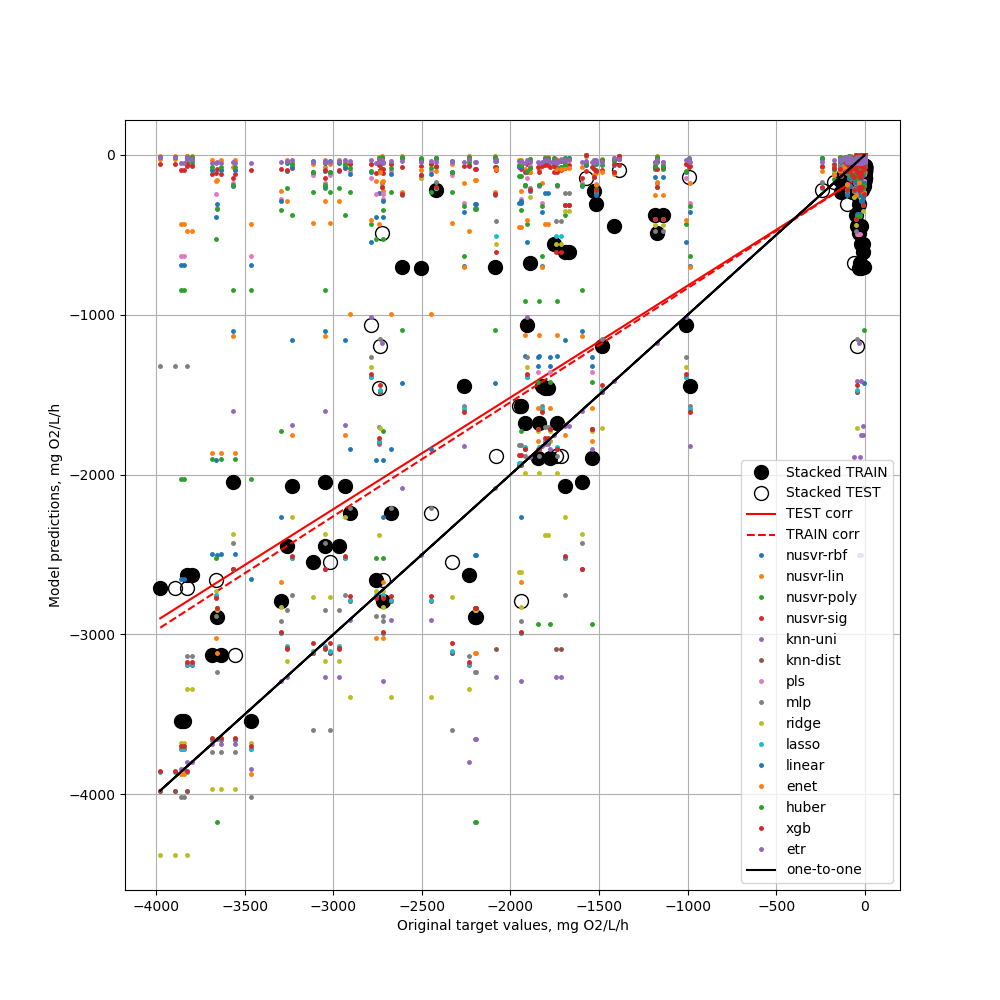 0
−1000
−2000
−3000
−4000
Model predictions, mg O2/L/h
−4000 −3500 −3000 −2500 −2000 −1500 −1000 −500 0
Original target values, mg O2/L/h
Stacked TRAIN
Stacked TEST
TEST corr
TRAIN corr
nusvr-rbf
nusvr-lin
nusvr-poly
nusvr-sig
knn-uni
knn-dist
pls
mlp
ridge
lasso
linear
enet
huber
xgb
etr
one-to-one